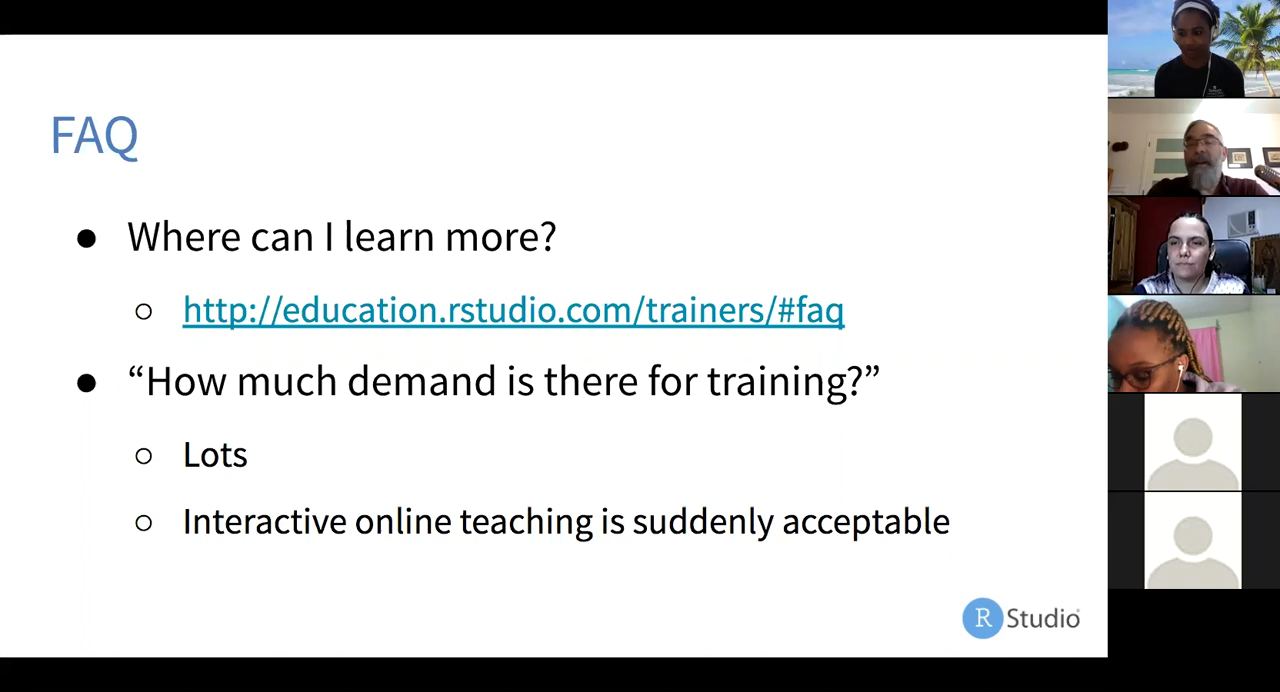 FAQ
● Where can I learn more?
○ http://education.rstudio.com/trainers/#faq
● “How much demand is there for training?”
○ Lots
○ Interactive online teaching is suddenly acceptable
R Studio